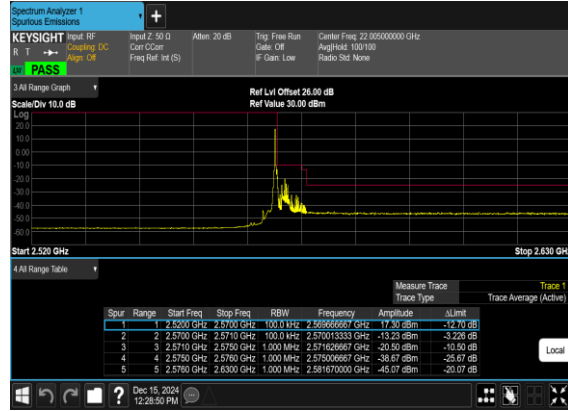 Spectrum Analyzer 1
Spurious Emissions
KEYSIGHT Input: RF Input Z: 50 Ω Atten: 20 dB Trig: Free Run Center Freq: 22.005000000 GHz
R T Coupling: DC Corr CCorr Gate: Off Avg|Hold: 100/100
Align: Off Freq Ref: Int (S) IF Gain: Low Radio Std: None
PASS
3 All Range Graph
Ref Lvl Offset 26.00 dB
Scale/Div 10.0 dB Ref Value 30.00 dBm
Log
20.0
10.0
0.00
-10.0
-20.0
-30.0
-40.0
-50.0
-60.0
Start 2.520 GHz Stop 2.630 GHz
4 All Range Table
Measure Trace Trace 1
Trace Type Trace Average (Active)
Spur Range Start Freq Stop Freq RBW Frequency Amplitude ΔLimit
1 1 2.5200 GHz 2.5700 GHz 100.0 kHz 2.569666667 GHz 17.30 dBm -12.70 dB
2 2 2.5700 GHz 2.5710 GHz 100.0 kHz 2.570013333 GHz -13.23 dBm -3.226 dB
3 3 2.5710 GHz 2.5750 GHz 1.000 MHz 2.571626667 GHz -20.50 dBm -10.50 dB
4 4 2.5750 GHz 2.5760 GHz 1.000 MHz 2.575006667 GHz -38.67 dBm -25.67 dB
5 5 2.5760 GHz 2.6300 GHz 1.000 MHz 2.581670000 GHz -45.07 dBm -20.07 dB
Local
? Dec 15, 2024
12:28:50 PM